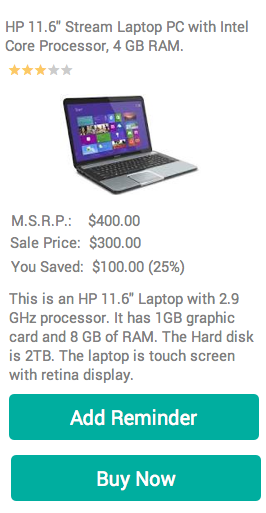 HP 11.6" Stream Laptop PC with Intel
Core Processor, 4 GB RAM.
M.S.R.P.: $400.00
Sale Price: $300.00
You Saved: $100.00 (25%)
This is an HP 11.6" Laptop with 2.9
GHz processor. It has 1GB graphic
card and 8 GB of RAM. The Hard disk
is 2TB. The laptop is touch screen
with retina display.
Add Reminder
Buy Now